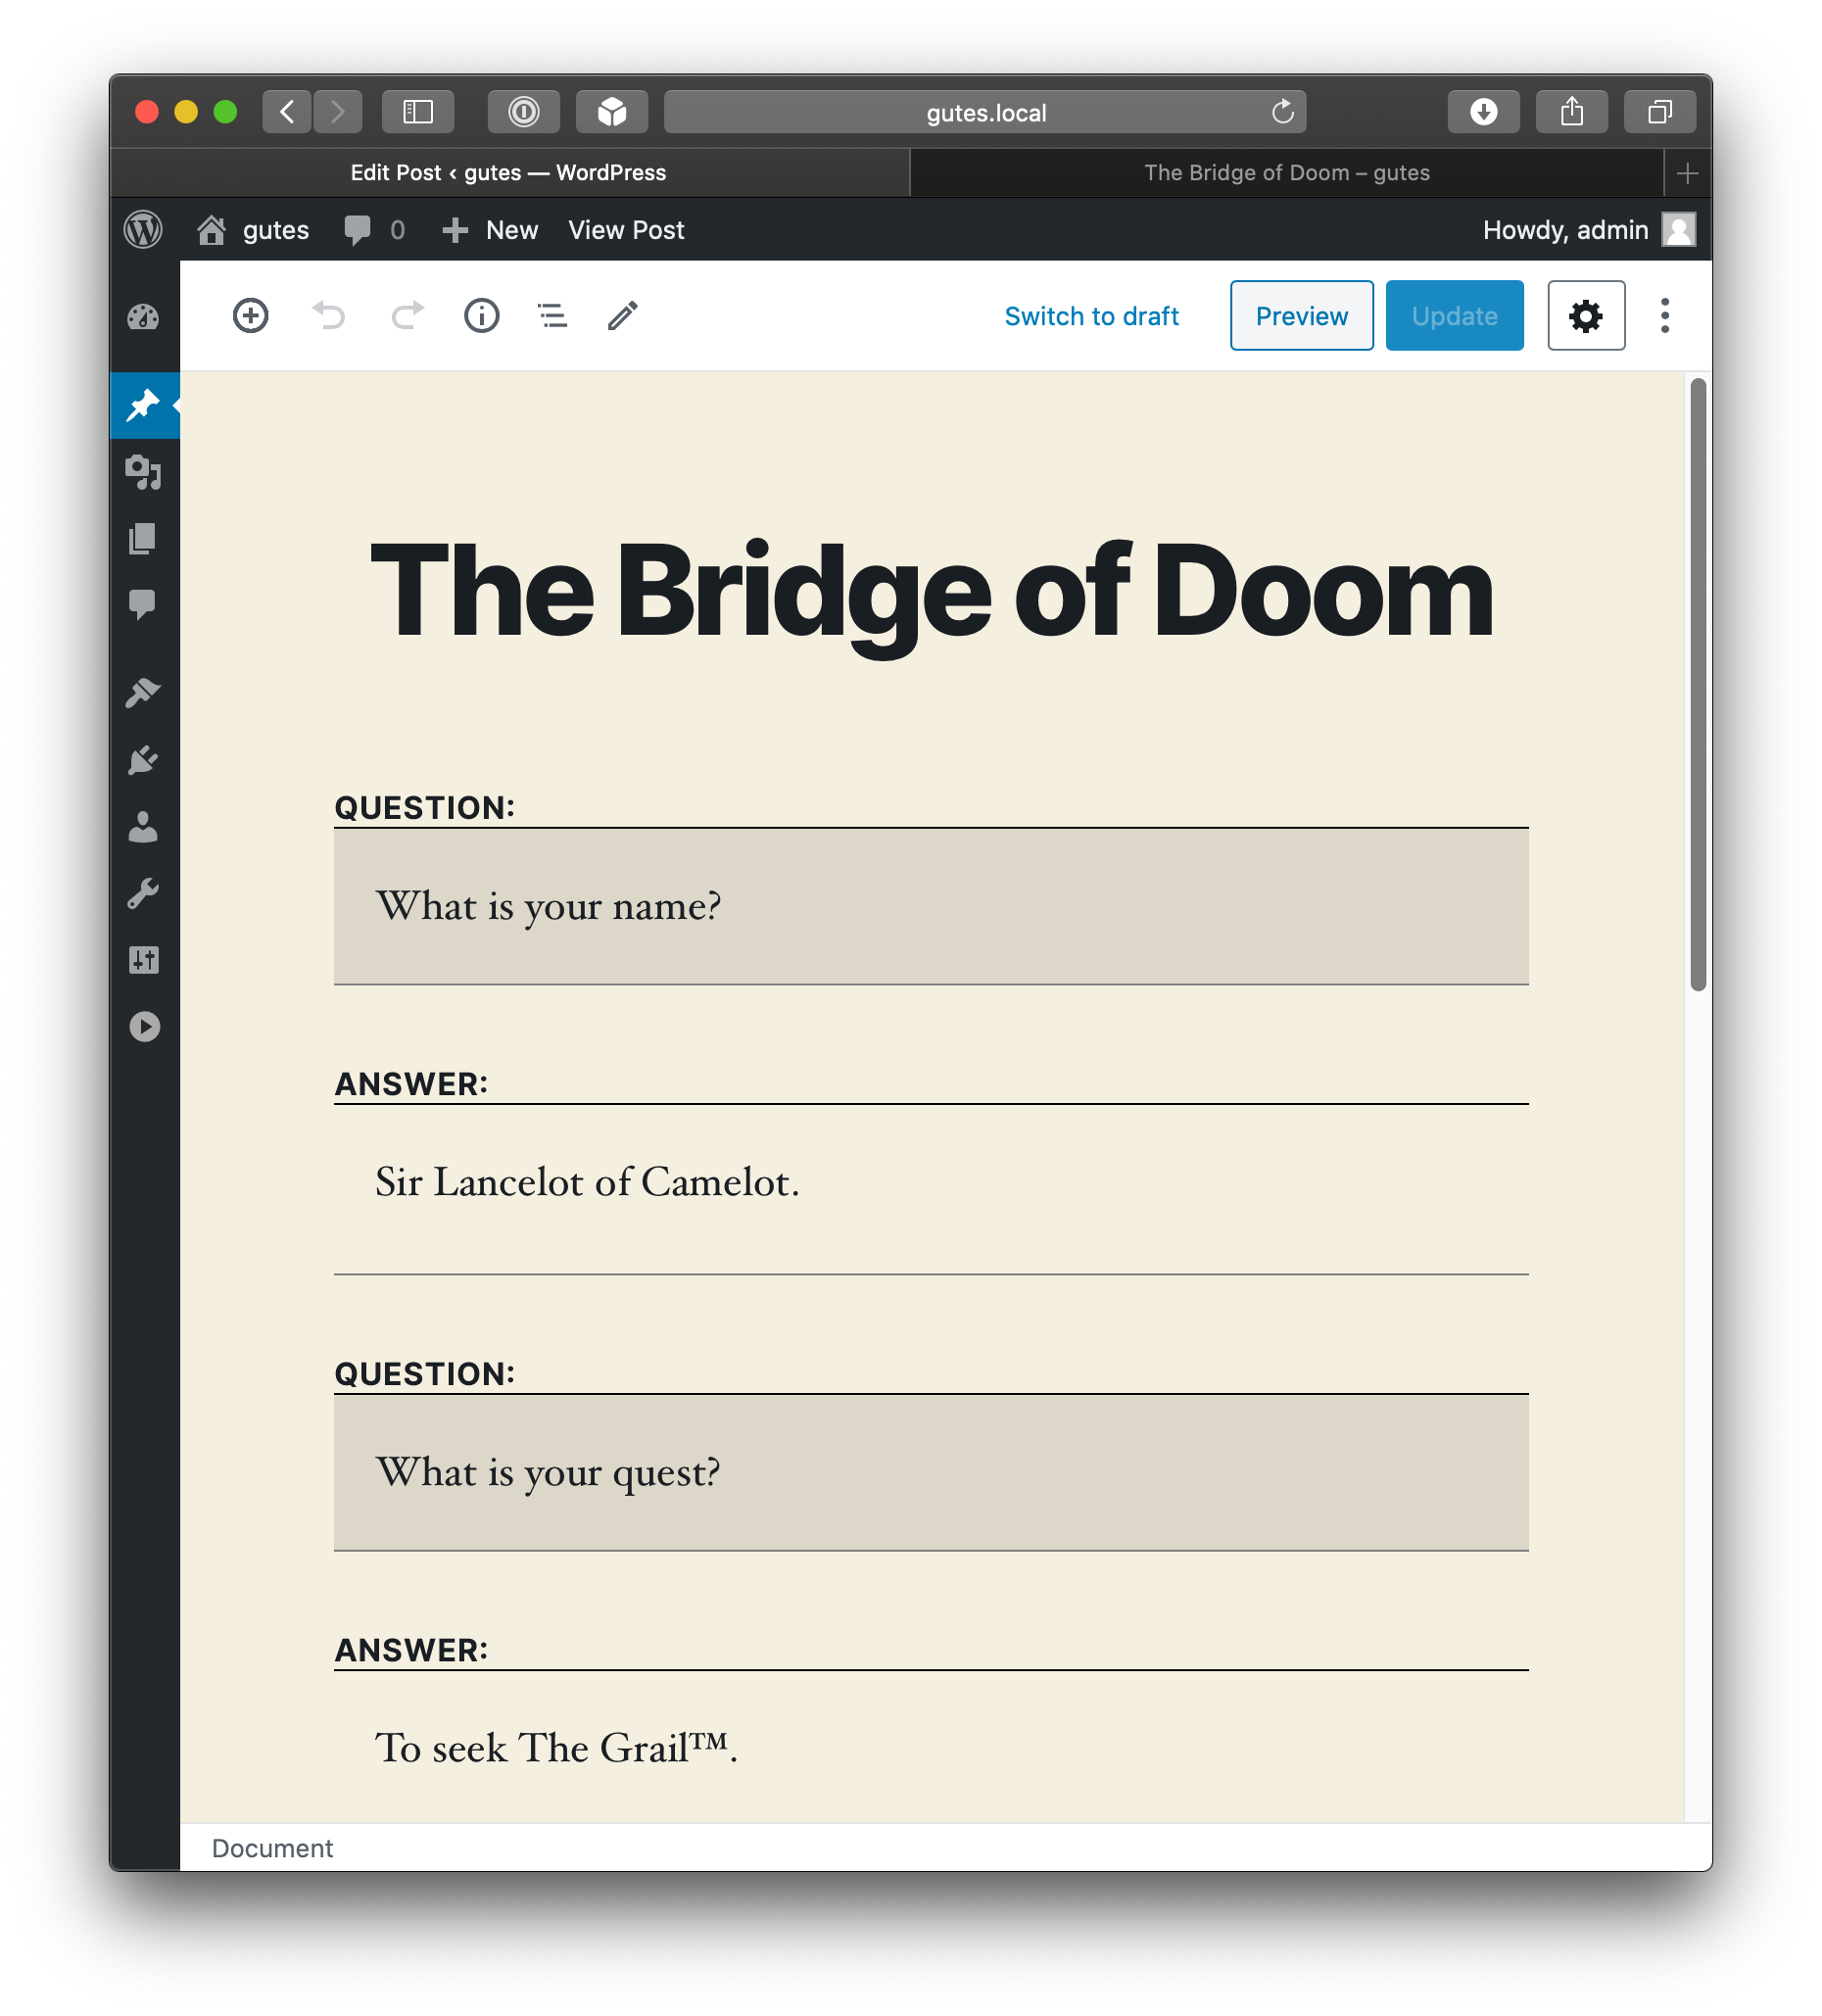 gutes.local
Edit Post ‹ gutes — WordPress
The Bridge of Doom – gutes
gutes 0 New View Post Howdy, admin
Switch to draft Preview Update
The Bridge of Doom
QUESTION:
What is your name?
ANSWER:
Sir Lancelot of Camelot.
QUESTION:
What is your quest?
ANSWER:
To seek The Grail™.
Document